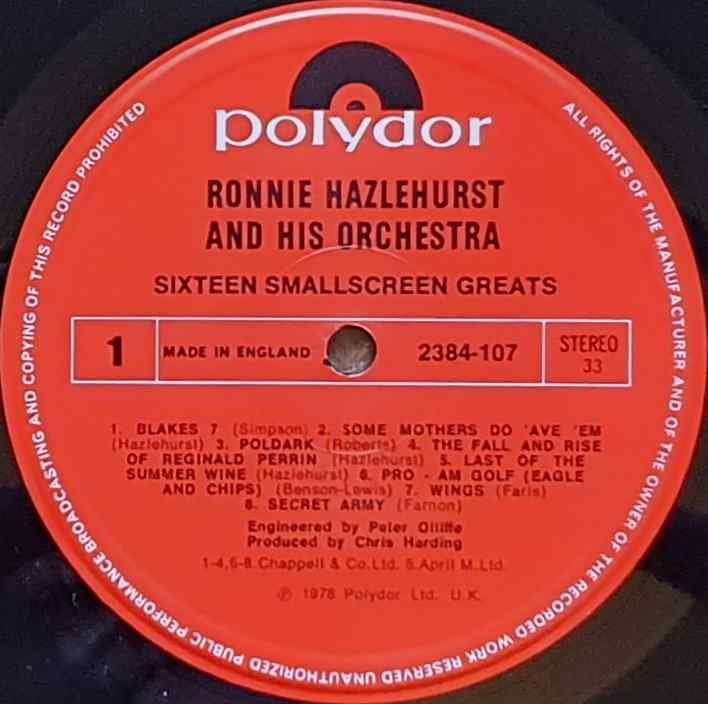 polydor
RONNIE HAZLEHURST
AND HIS ORCHESTRA
SIXTEEN SMALLSCREEN GREATS
1
MADE IN ENGLAND
2384-107
STEREO
33
1. BLAKES 7 (Simpson) 2. SOME MOTHERS DO 'AVE 'EM
(Hazlehurst) 3. POLDARK (Roberts) 4. THE FALL AND RISE
OF REGINALD PERRIN (Hazlehurst) 5. LAST OF THE
SUMMER WINE (Hazlehurst) 6. PRO - AM GOLF (EAGLE
AND CHIPS) (Benson-Lewis) 7. WINGS (Faris)
8. SECRET ARMY (Farnon)
Engineered by Peter Olliffe
Produced by Chris Harding
1-4,6-8. Chappell & Co. Ltd. 5. April M. Ltd.
℗ 1978 Polydor Ltd. U.K.
ALL RIGHTS OF THE MANUFACTURER AND OF THE OWNER OF THE RECORDED WORK RESERVED UNAUTHORIZED PUBLIC PERFORMANCE BROADCASTING AND COPYING OF THIS RECORD PROHIBITED